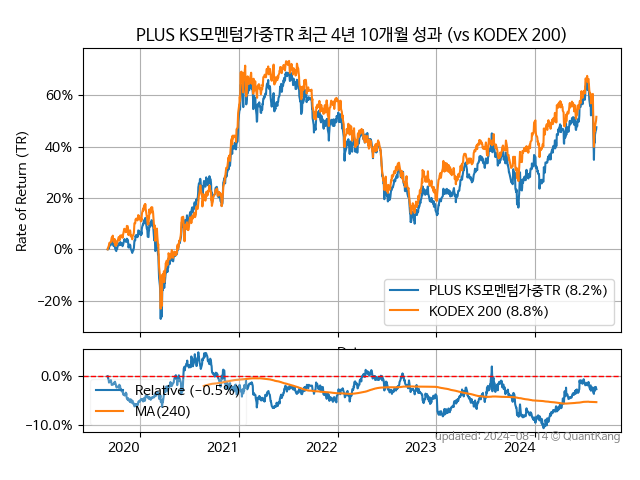 PLUS KS모멘텀가중TR 최근 4년 10개월 성과 (vs KODEX 200)
Rate of Return (TR)
60%
40%
20%
0%
−20%
PLUS KS모멘텀가중TR (8.2%)
KODEX 200 (8.8%)
0.0%
−10.0%
Relative (−0.5%)
MA(240)
2020 2021 2022 2023 2024
updated: 2024-08-14 © QuantKang